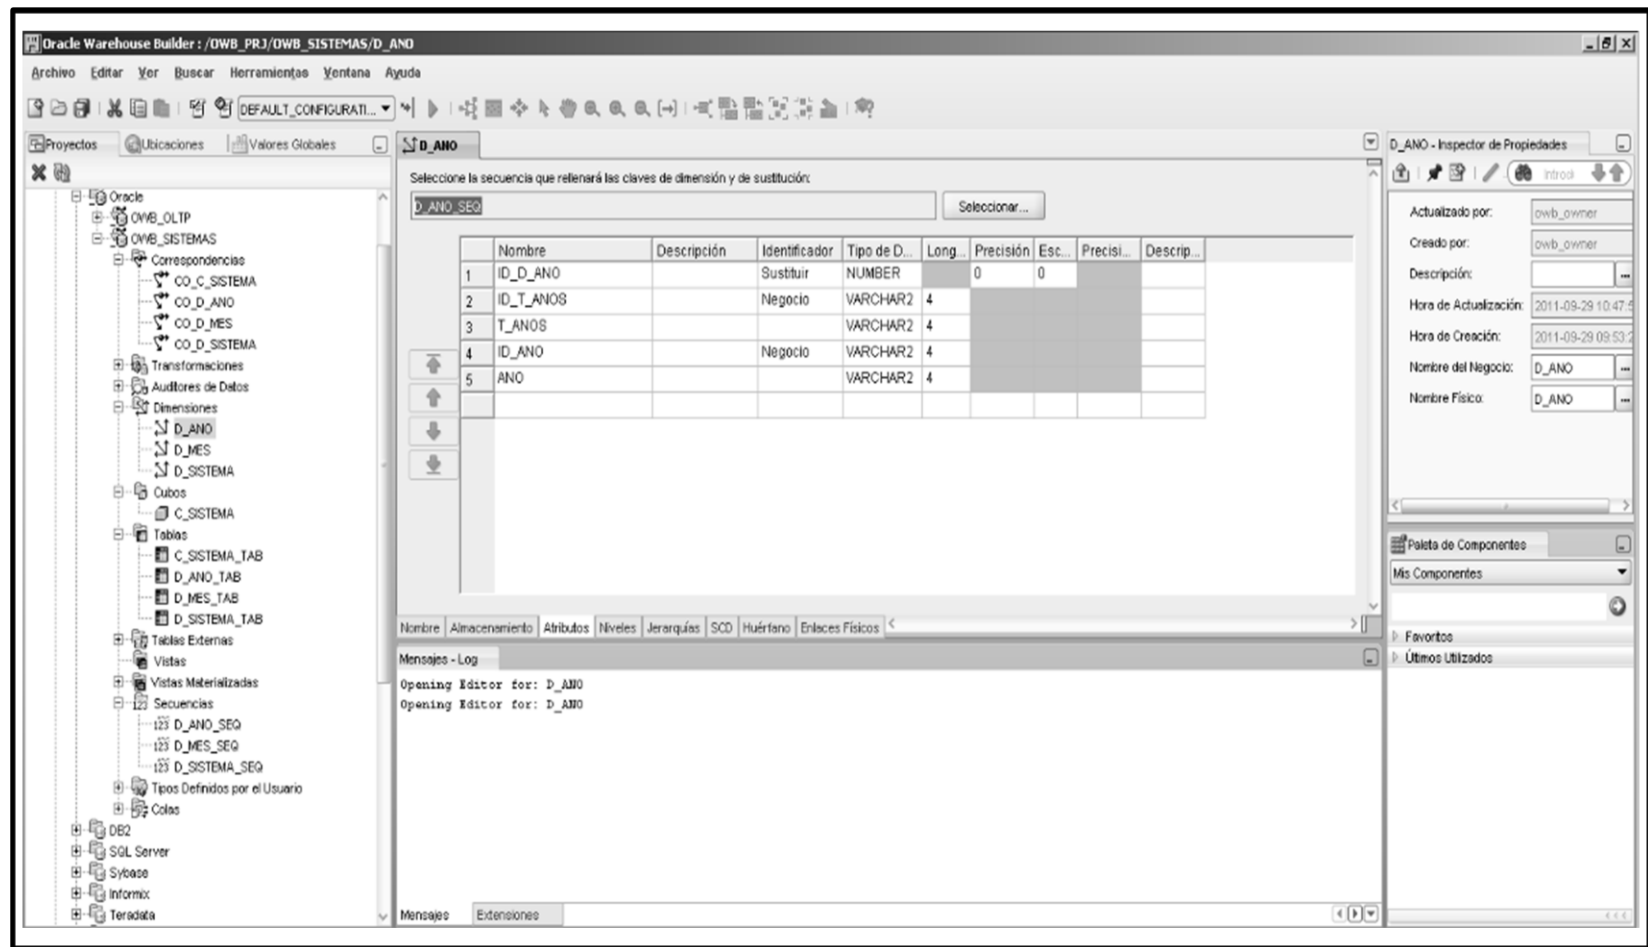 Oracle Warehouse Builder : /OWB_PRJ/OWB_SISTEMAS/D_ANO
Archivo Editar Ver Buscar Herramientas Ventana Ayuda
DEFAULT_CONFIGURATI...
Proyectos Ubicaciones Valores Globales
Oracle
OWB_OLTP
OWB_SISTEMAS
Correspondencias
CO_C_SISTEMA
CO_D_ANO
CO_D_MES
CO_D_SISTEMA
Transformaciones
Auditores de Datos
Dimensiones
D_ANO
D_MES
D_SISTEMA
Cubos
C_SISTEMA
Tablas
C_SISTEMA_TAB
D_ANO_TAB
D_MES_TAB
D_SISTEMA_TAB
Tablas Externas
Vistas
Vistas Materializadas
Secuencias
123 D_ANO_SEQ
123 D_MES_SEQ
123 D_SISTEMA_SEQ
Tipos Definidos por el Usuario
Colas
DB2
SQL Server
Sybase
Informix
Teradata
D_ANO
Seleccione la secuencia que rellenará las claves de dimensión y de sustitución:
D_ANO_SEQ Seleccionar...
Nombre Descripción Identificador Tipo de D... Long... Precisión Esc... Precisi... Descrip...
1 ID_D_ANO Sustituir NUMBER 0 0
2 ID_T_ANOS Negocio VARCHAR2 4
3 T_ANOS VARCHAR2 4
4 ID_ANO Negocio VARCHAR2 4
5 ANO VARCHAR2 4
Nombre Almacenamiento Atributos Niveles Jerarquías SCD Huérfano Enlaces Físicos
Mensajes - Log
Opening Editor for: D_ANO
Opening Editor for: D_ANO
Mensajes Extensiones
D_ANO - Inspector de Propiedades
Introd
Actualizado por: owb_owner
Creado por: owb_owner
Descripción: ...
Hora de Actualización: 2011-09-29 10:47:5
Hora de Creación: 2011-09-29 09:53:2
Nombre del Negocio: D_ANO ...
Nombre Físico: D_ANO ...
Paleta de Componentes
Mis Componentes
Favoritos
Últimos Utilizados